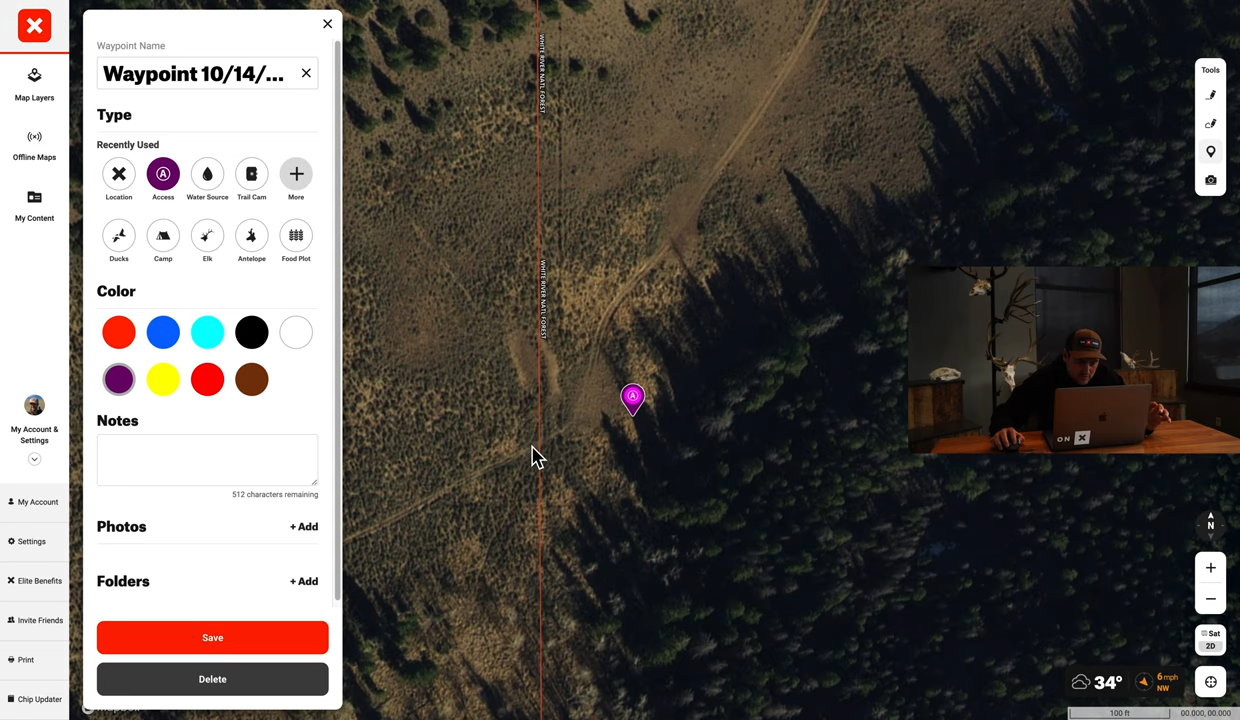 Map Layers
Offline Maps
My Content
My Account &
Settings
My Account
Settings
Elite Benefits
Invite Friends
Print
Chip Updater
Waypoint Name
Waypoint 10/14/...
Type
Recently Used
Location
Access
Water Source
Trail Cam
More
Ducks
Camp
Elk
Antelope
Food Plot
Color
Notes
512 characters remaining
Photos
+ Add
Folders
+ Add
Save
Delete
WHITE RIVER NATL FOREST
WHITE RIVER NATL FOREST
A
Tools
ON X
N
Sat
2D
34°
6 mph
NW
100 ft
00.000, 00.000